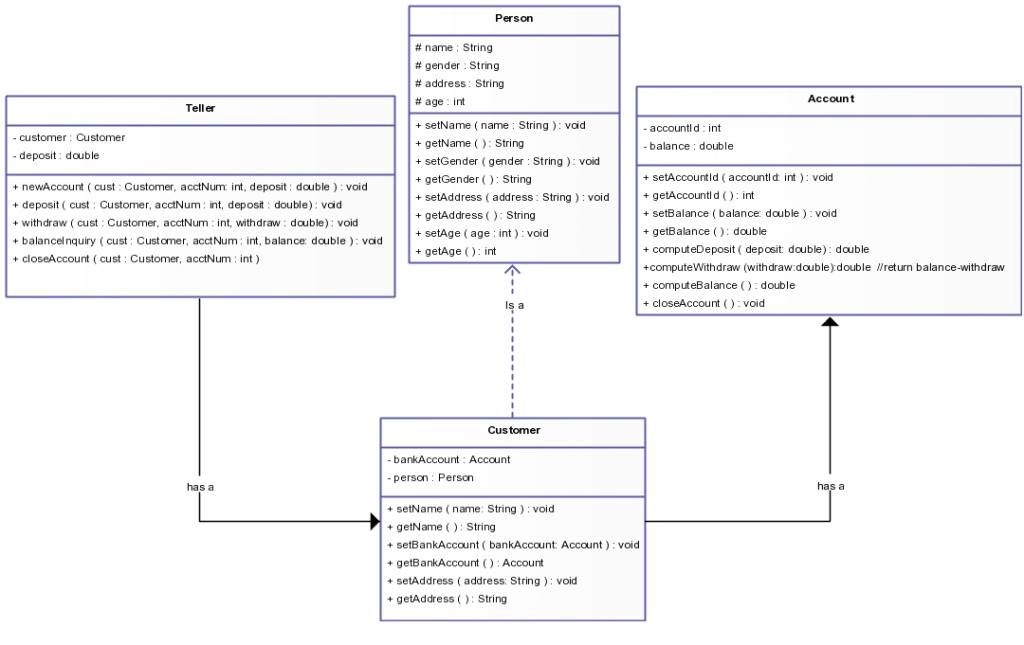 Person
# name : String
# gender : String
# address : String
# age : int
+ setName ( name : String ) : void
+ getName ( ) : String
+ setGender ( gender : String ) : void
+ getGender ( ) : String
+ setAddress ( address : String ) : void
+ getAddress ( ) : String
+ setAge ( age : int ) : void
+ getAge ( ) : int
Teller
- customer : Customer
- deposit : double
+ newAccount ( cust : Customer, acctNum: int, deposit : double ) : void
+ deposit ( cust : Customer, acctNum : int, deposit : double) : void
+ withdraw ( cust : Customer, acctNum : int, withdraw : double) : void
+ balanceInquiry ( cust : Customer, acctNum : int, balance: double ) : void
+ closeAccount ( cust : Customer, acctNum : int )
Account
- accountId : int
- balance : double
+ setAccountId ( accountId: int ) : void
+ getAccountId ( ) : int
+ setBalance ( balance: double ) : void
+ getBalance ( ) : double
+ computeDeposit ( deposit: double) : double
+computeWithdraw (withdraw:double):double //return balance-withdraw
+ computeBalance ( ) : double
+ closeAccount ( ) : void
Is a
has a
has a
Customer
- bankAccount : Account
- person : Person
+ setName ( name: String ) : void
+ getName ( ) : String
+ setBankAccount ( bankAccount: Account ) : void
+ getBankAccount ( ) : Account
+ setAddress ( address: String ) : void
+ getAddress ( ) : String